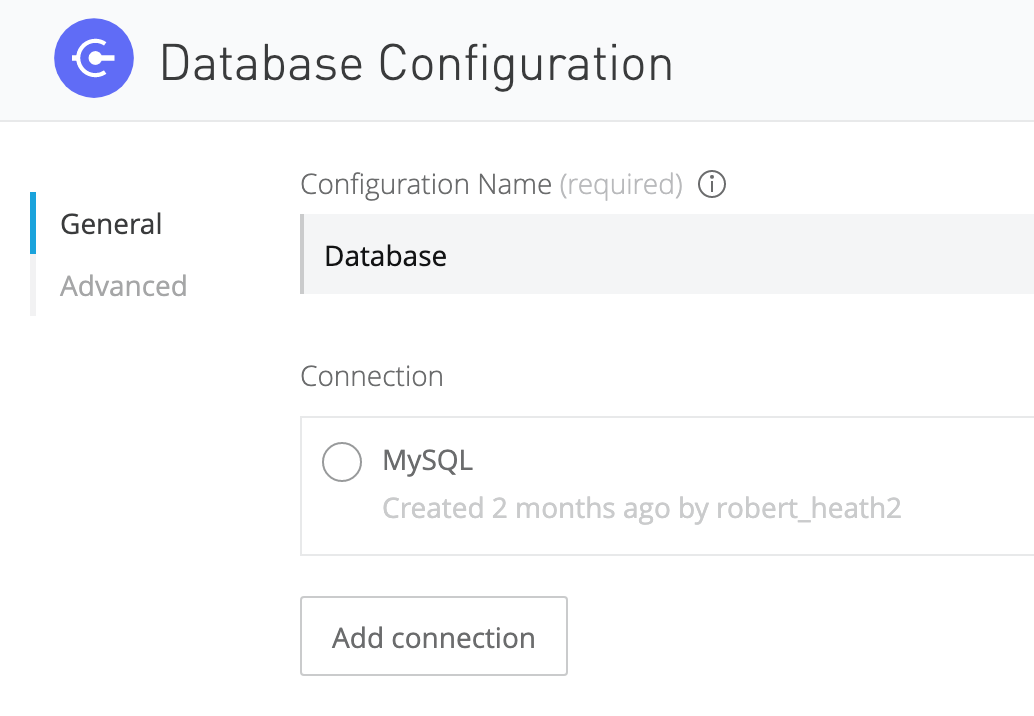 Database Configuration
General
Advanced
Configuration Name (required)
Database
Connection
MySQL
Created 2 months ago by robert_heath2
Add connection